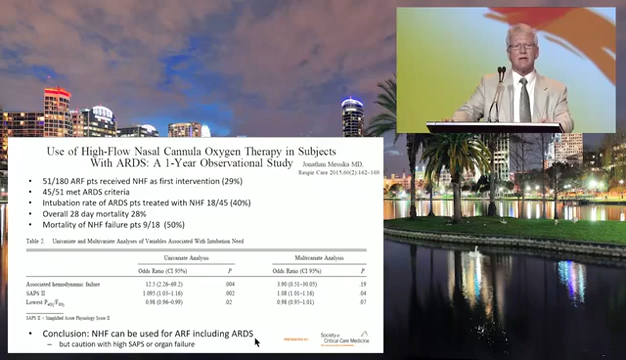 Use of High-Flow Nasal Cannula Oxygen Therapy in Subjects
With ARDS: A 1-Year Observational Study
Jonathan Messika MD,
Respir Care 2015;60(2):162–169
• 51/180 ARF pts received NHF as first intervention (29%)
• 45/51 met ARDS criteria
• Intubation rate of ARDS pts treated with NHF 18/45 (40%)
• Overall 28 day mortality 28%
• Mortality of NHF failure pts 9/18 (50%)
Table 2. Univariate and Multivariate Analyses of Variables Associated With Intubation Need
Univariate Analysis Multivariate Analysis
Odds Ratio (CI 95%) P Odds Ratio (CI 95%) P
Associated hemodynamic failure 12.5 (2.26–69.2) .004 3.90 (0.51–30.05) .19
SAPS II 1.095 (1.03–1.16) .002 1.08 (1.01–1.16) .04
Lowest PaO2/FIO2 0.98 (0.96–0.99) .02 0.98 (0.95–1.01) .07
SAPS II = Simplified Acute Physiology Score II
• Conclusion: NHF can be used for ARF including ARDS
– but caution with high SAPS or organ failure
PRESENTED AT:
Society of
Critical Care Medicine